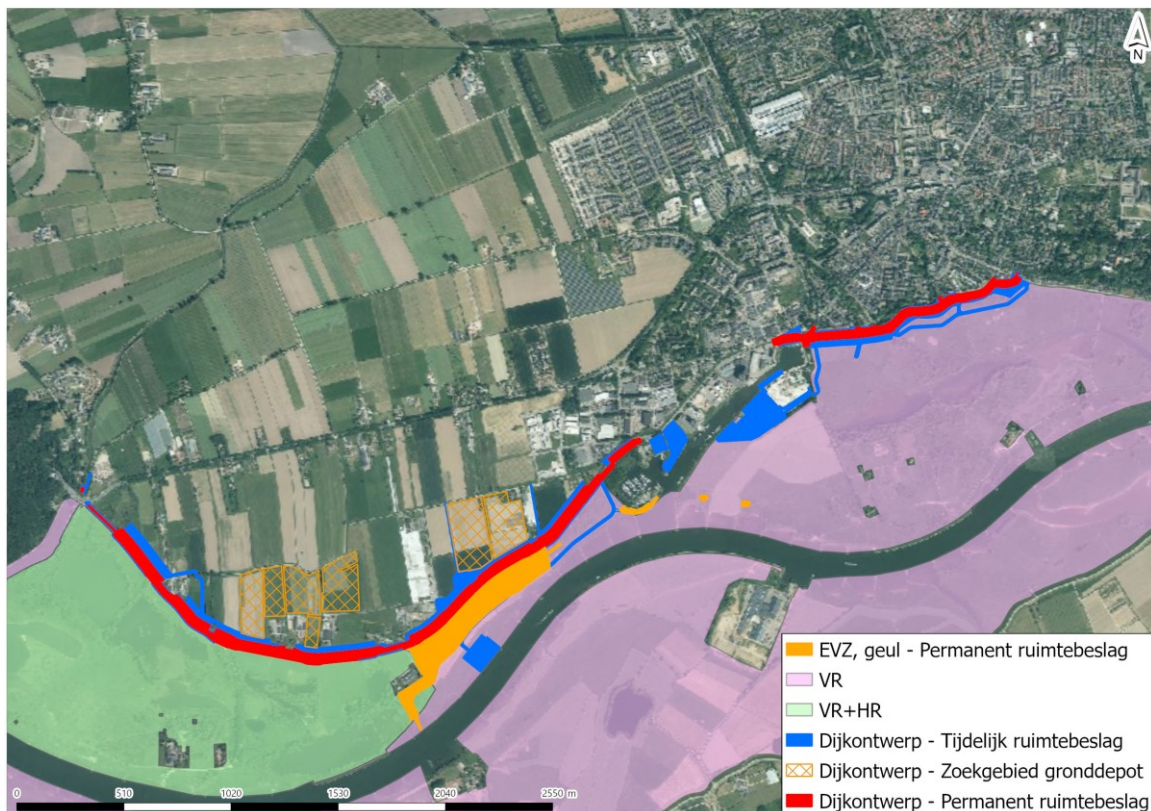 N
EVZ, geul - Permanent ruimtebeslag
VR
VR+HR
Dijkontwerp - Tijdelijk ruimtebeslag
Dijkontwerp - Zoekgebied gronddepot
Dijkontwerp - Permanent ruimtebeslag
0 510 1020 1530 2040 2550 m